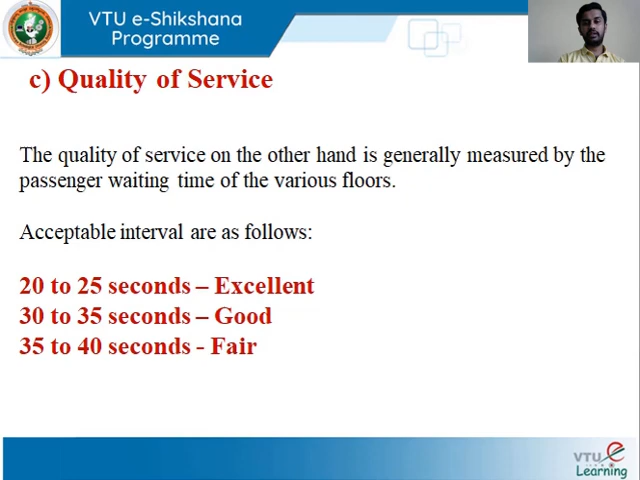 VTU e-Shikshana
Programme
c) Quality of Service
The quality of service on the other hand is generally measured by the
passenger waiting time of the various floors.
Acceptable interval are as follows:
20 to 25 seconds – Excellent
30 to 35 seconds – Good
35 to 40 seconds - Fair
VTU e
Learning